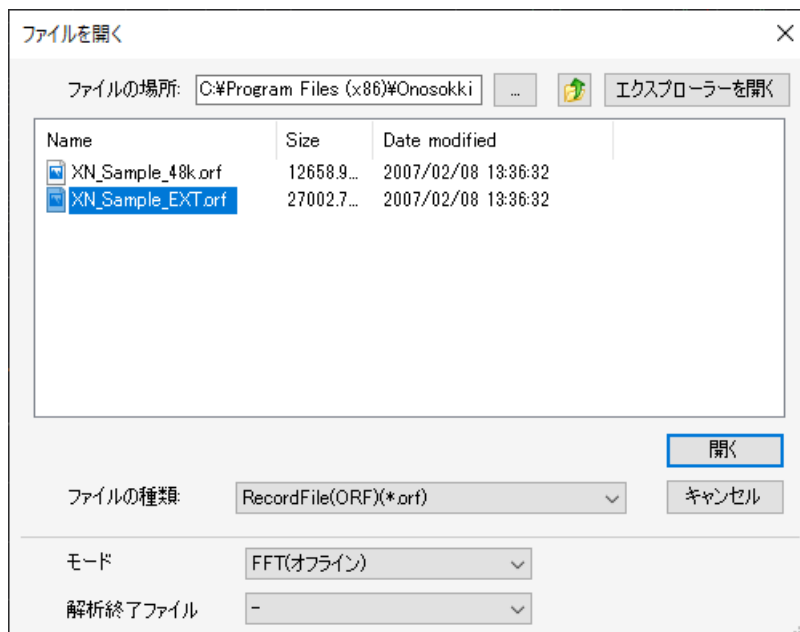 ファイルを開く
ファイルの場所: C:¥Program Files (x86)¥Onosokki ... エクスプローラーを開く
Name Size Date modified
XN_Sample_48k.orf 12658.9... 2007/02/08 13:36:32
XN_Sample_EXT.orf 27002.7... 2007/02/08 13:36:32
開く
ファイルの種類: RecordFile(ORF)(*.orf) キャンセル
モード FFT(オフライン)
解析終了ファイル -